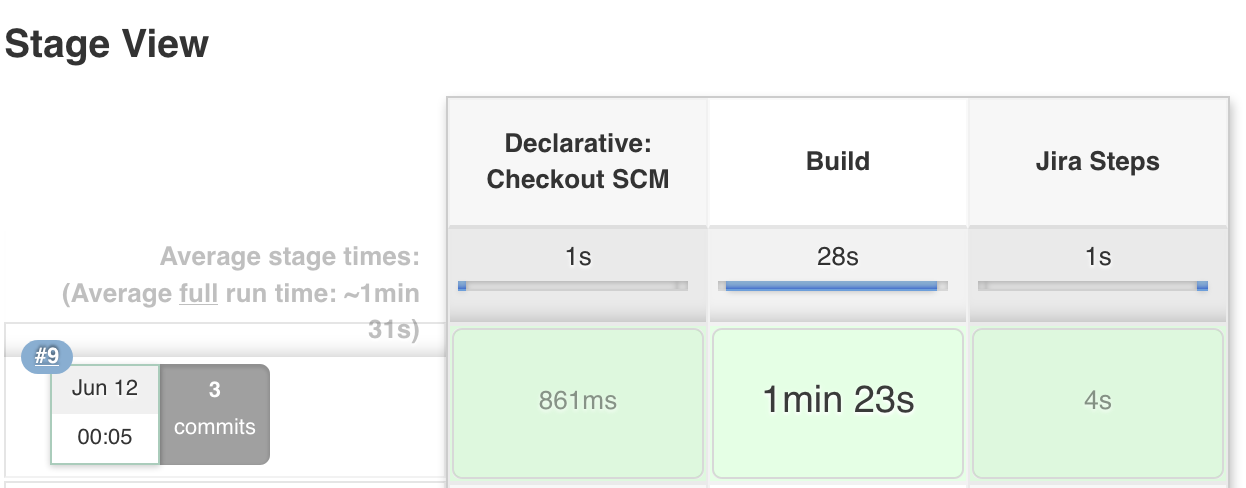 Stage View
Declarative:
Checkout SCM
Build
Jira Steps
Average stage times:
(Average full run time: ~1min
31s)
1s
28s
1s
#9
Jun 12
00:05
3
commits
861ms
1min 23s
4s